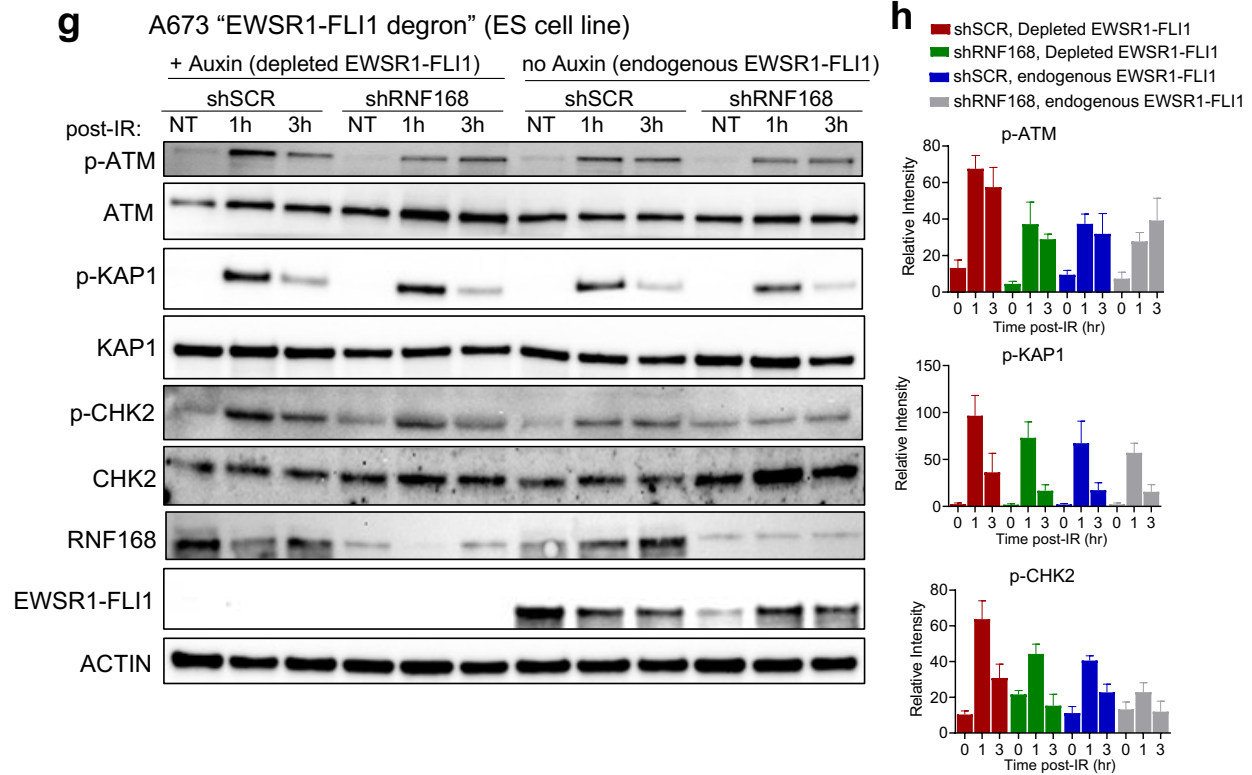 g A673 “EWSR1-FLI1 degron” (ES cell line)
+ Auxin (depleted EWSR1-FLI1) no Auxin (endogenous EWSR1-FLI1)
shSCR shRNF168 shSCR shRNF168
post-IR: NT 1h 3h NT 1h 3h NT 1h 3h NT 1h 3h
p-ATM
ATM
p-KAP1
KAP1
p-CHK2
CHK2
RNF168
EWSR1-FLI1
ACTIN
h
shSCR, Depleted EWSR1-FLI1
shRNF168, Depleted EWSR1-FLI1
shSCR, endogenous EWSR1-FLI1
shRNF168, endogenous EWSR1-FLI1
p-ATM
Relative Intensity
80
60
40
20
0
0 1 3 0 1 3 0 1 3 0 1 3
Time post-IR (hr)
p-KAP1
Relative Intensity
150
100
50
0
0 1 3 0 1 3 0 1 3 0 1 3
Time post-IR (hr)
p-CHK2
Relative Intensity
80
60
40
20
0
0 1 3 0 1 3 0 1 3 0 1 3
Time post-IR (hr)